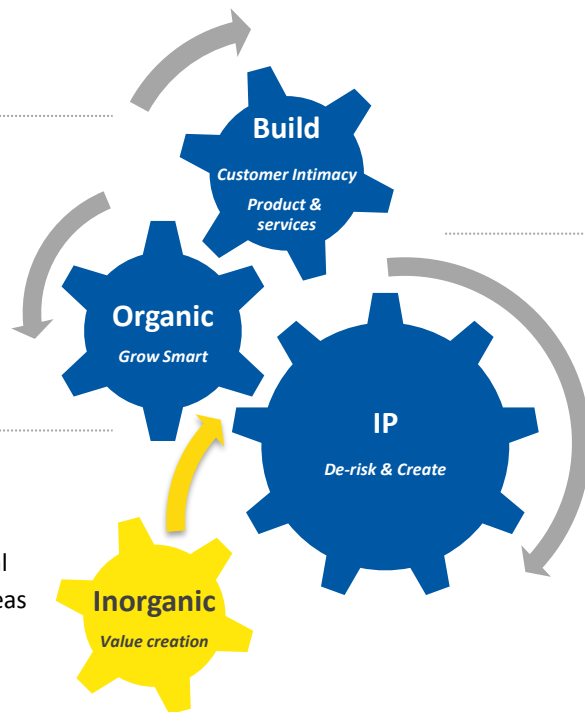 Build
Customer Intimacy
Product &
services
Organic
Grow Smart
IP
De-risk & Create
Inorganic
Value creation